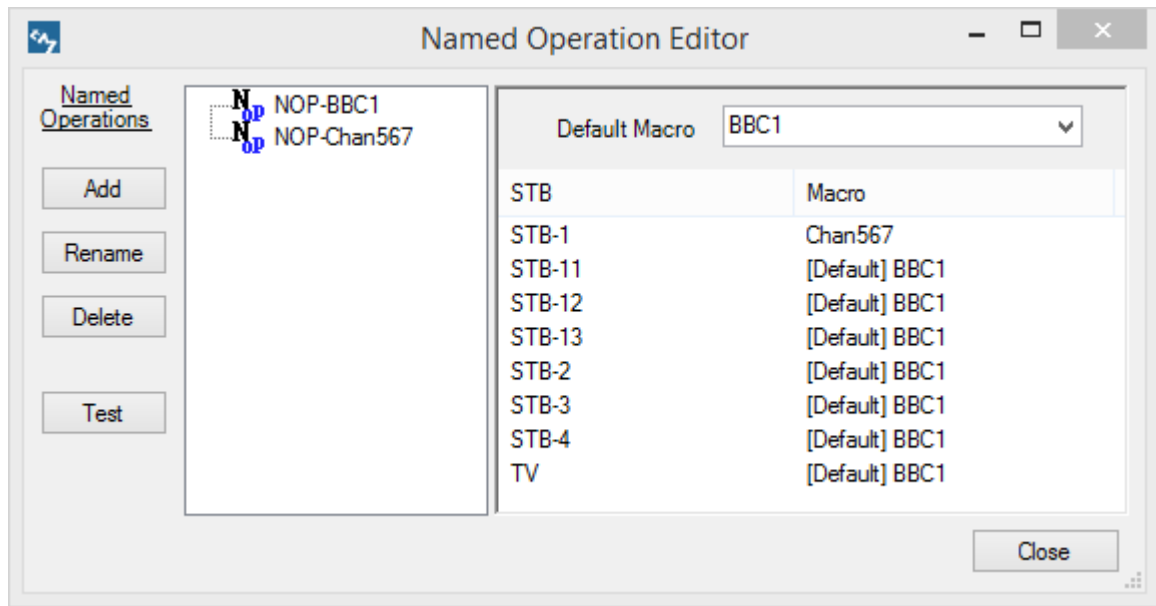 Named Operation Editor
Named
Operations
Add
Rename
Delete
Test
NOP NOP-BBC1
NOP NOP-Chan567
Default Macro BBC1
STB Macro
STB-1 Chan567
STB-11 [Default] BBC1
STB-12 [Default] BBC1
STB-13 [Default] BBC1
STB-2 [Default] BBC1
STB-3 [Default] BBC1
STB-4 [Default] BBC1
TV [Default] BBC1
Close